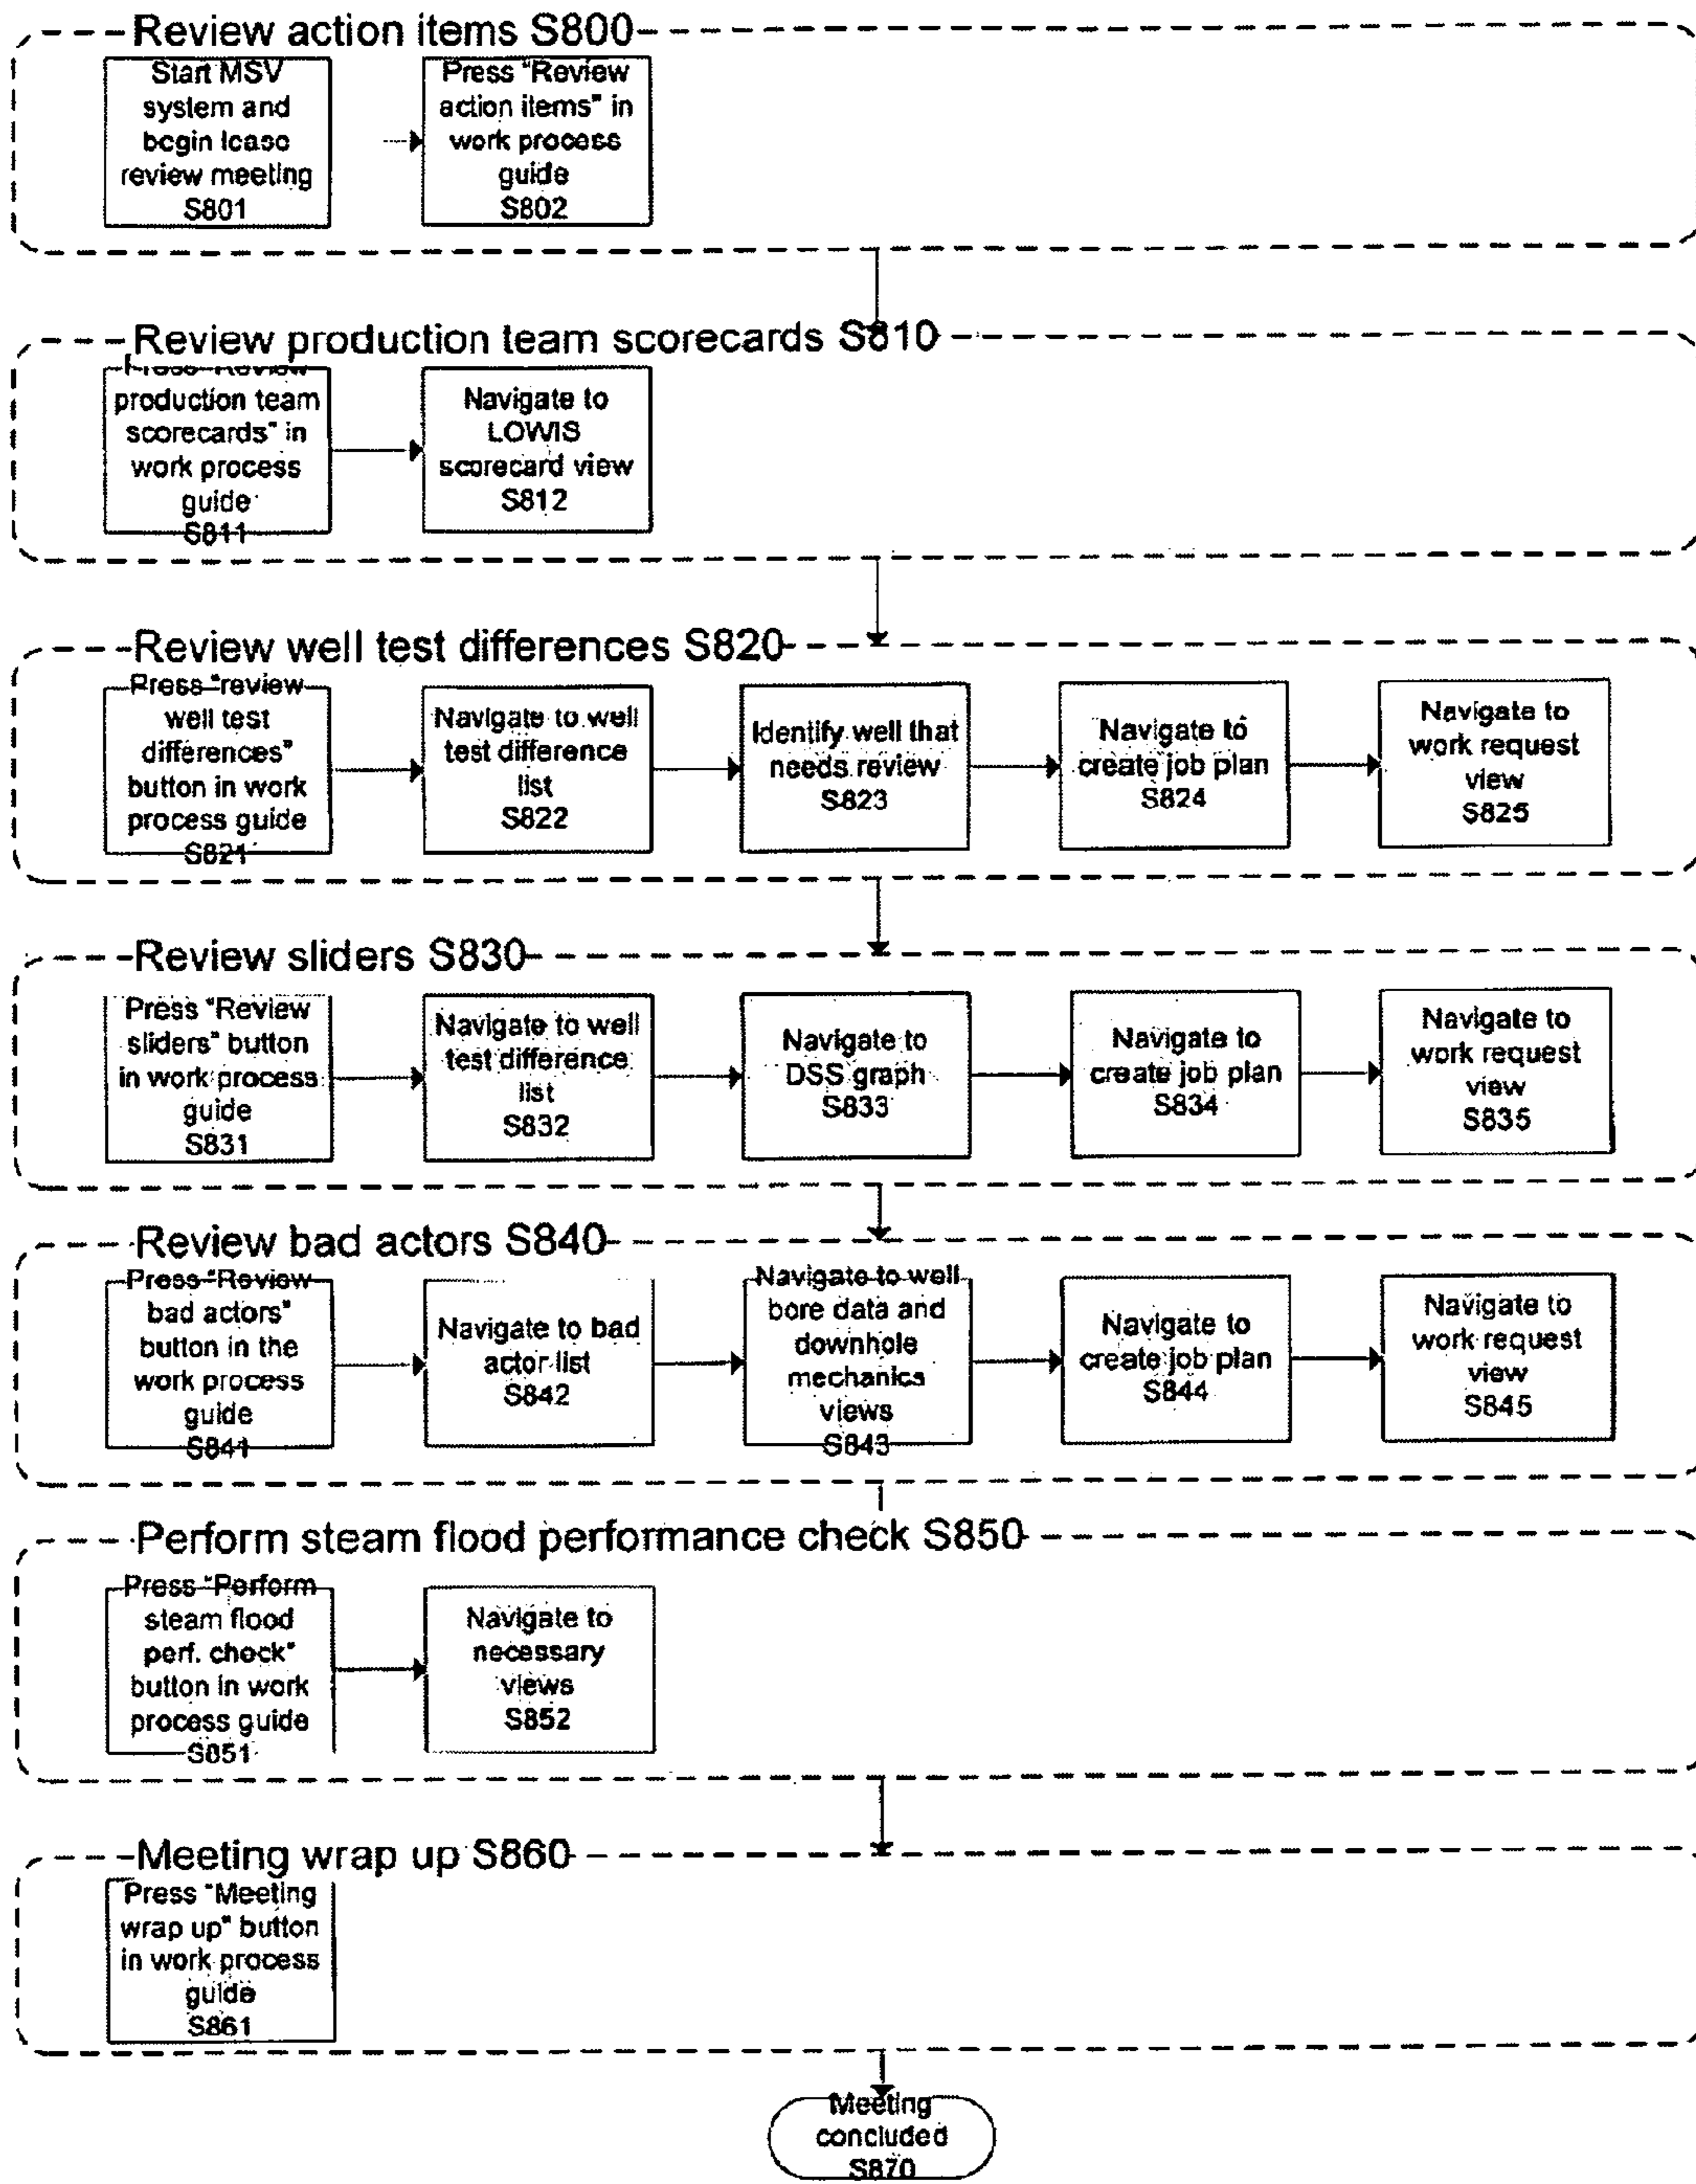 Review action items S800
Start MSV
system and
begin lease
review meeting
S801
Press "Review
action items" in
work process
guide
S802
Review production team scorecards S810
Press "Review
production team
scorecards" in
work process
guide
S811
Navigate to
LOWIS
scorecard view
S812
Review well test differences S820
Press "review
well test
differences"
button in work
process guide
S821
Navigate to well
test difference
list
S822
Identify well that
needs review
S823
Navigate to
create job plan
S824
Navigate to
work request
view
S825
Review sliders S830
Press "Review
sliders" button
in work process
guide
S831
Navigate to well
test difference
list
S832
Navigate to
DSS graph
S833
Navigate to
create job plan
S834
Navigate to
work request
view
S835
Review bad actors S840
Press "Review
bad actors"
button in the
work process
guide
S841
Navigate to bad
actor list
S842
Navigate to well
bore data and
downhole
mechanics
views
S843
Navigate to
create job plan
S844
Navigate to
work request
view
S845
Perform steam flood performance check S850
Press "Perform
steam flood
perf. check"
button in work
process guide
S851
Navigate to
necessary
views
S852
Meeting wrap up S860
Press "Meeting
wrap up" button
in work process
guide
S861
Meeting
concluded
S870